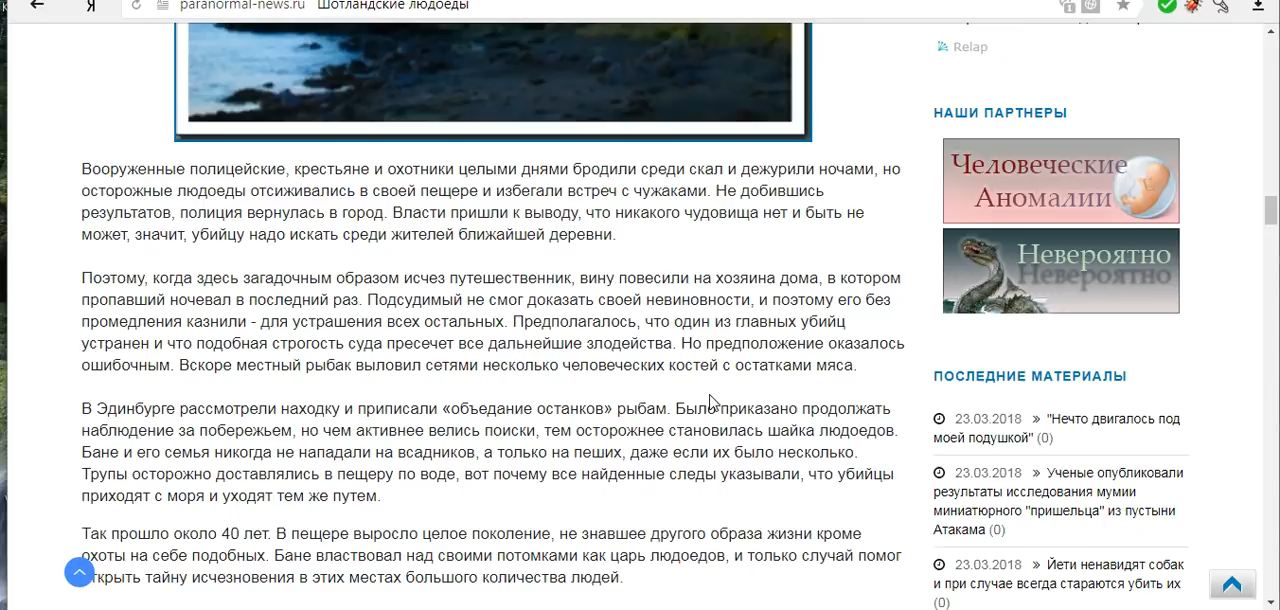 paranormal-news.ru Шотландские людоеды
Relap
Вооруженные полицейские, крестьяне и охотники целыми днями бродили среди скал и дежурили ночами, но
осторожные людоеды отсиживались в своей пещере и избегали встреч с чужаками. Не добившись
результатов, полиция вернулась в город. Власти пришли к выводу, что никакого чудовища нет и быть не
может, значит, убийцу надо искать среди жителей ближайшей деревни.
Поэтому, когда здесь загадочным образом исчез путешественник, вину повесили на хозяина дома, в котором
пропавший ночевал в последний раз. Подсудимый не смог доказать своей невиновности, и поэтому его без
промедления казнили - для устрашения всех остальных. Предполагалось, что один из главных убийц
устранен и что подобная строгость суда пресечет все дальнейшие злодейства. Но предположение оказалось
ошибочным. Вскоре местный рыбак выловил сетями несколько человеческих костей с остатками мяса.
В Эдинбурге рассмотрели находку и приписали «объедание останков» рыбам. Было приказано продолжать
наблюдение за побережьем, но чем активнее велись поиски, тем осторожнее становилась шайка людоедов.
Бане и его семья никогда не нападали на всадников, а только на пеших, даже если их было несколько.
Трупы осторожно доставлялись в пещеру по воде, вот почему все найденные следы указывали, что убийцы
приходят с моря и уходят тем же путем.
Так прошло около 40 лет. В пещере выросло целое поколение, не знавшее другого образа жизни кроме
охоты на себе подобных. Бане властвовал над своими потомками как царь людоедов, и только случай помог
открыть тайну исчезновения в этих местах большого количества людей.
НАШИ ПАРТНЕРЫ
Человеческие
Аномалии
Невероятно
ПОСЛЕДНИЕ МАТЕРИАЛЫ
23.03.2018 » "Нечто двигалось под
моей подушкой" (0)
23.03.2018 » Ученые опубликовали
результаты исследования мумии
миниатюрного "пришельца" из пустыни
Атакама (0)
23.03.2018 » Йети ненавидят собак
и при случае всегда стараются убить их
(0)